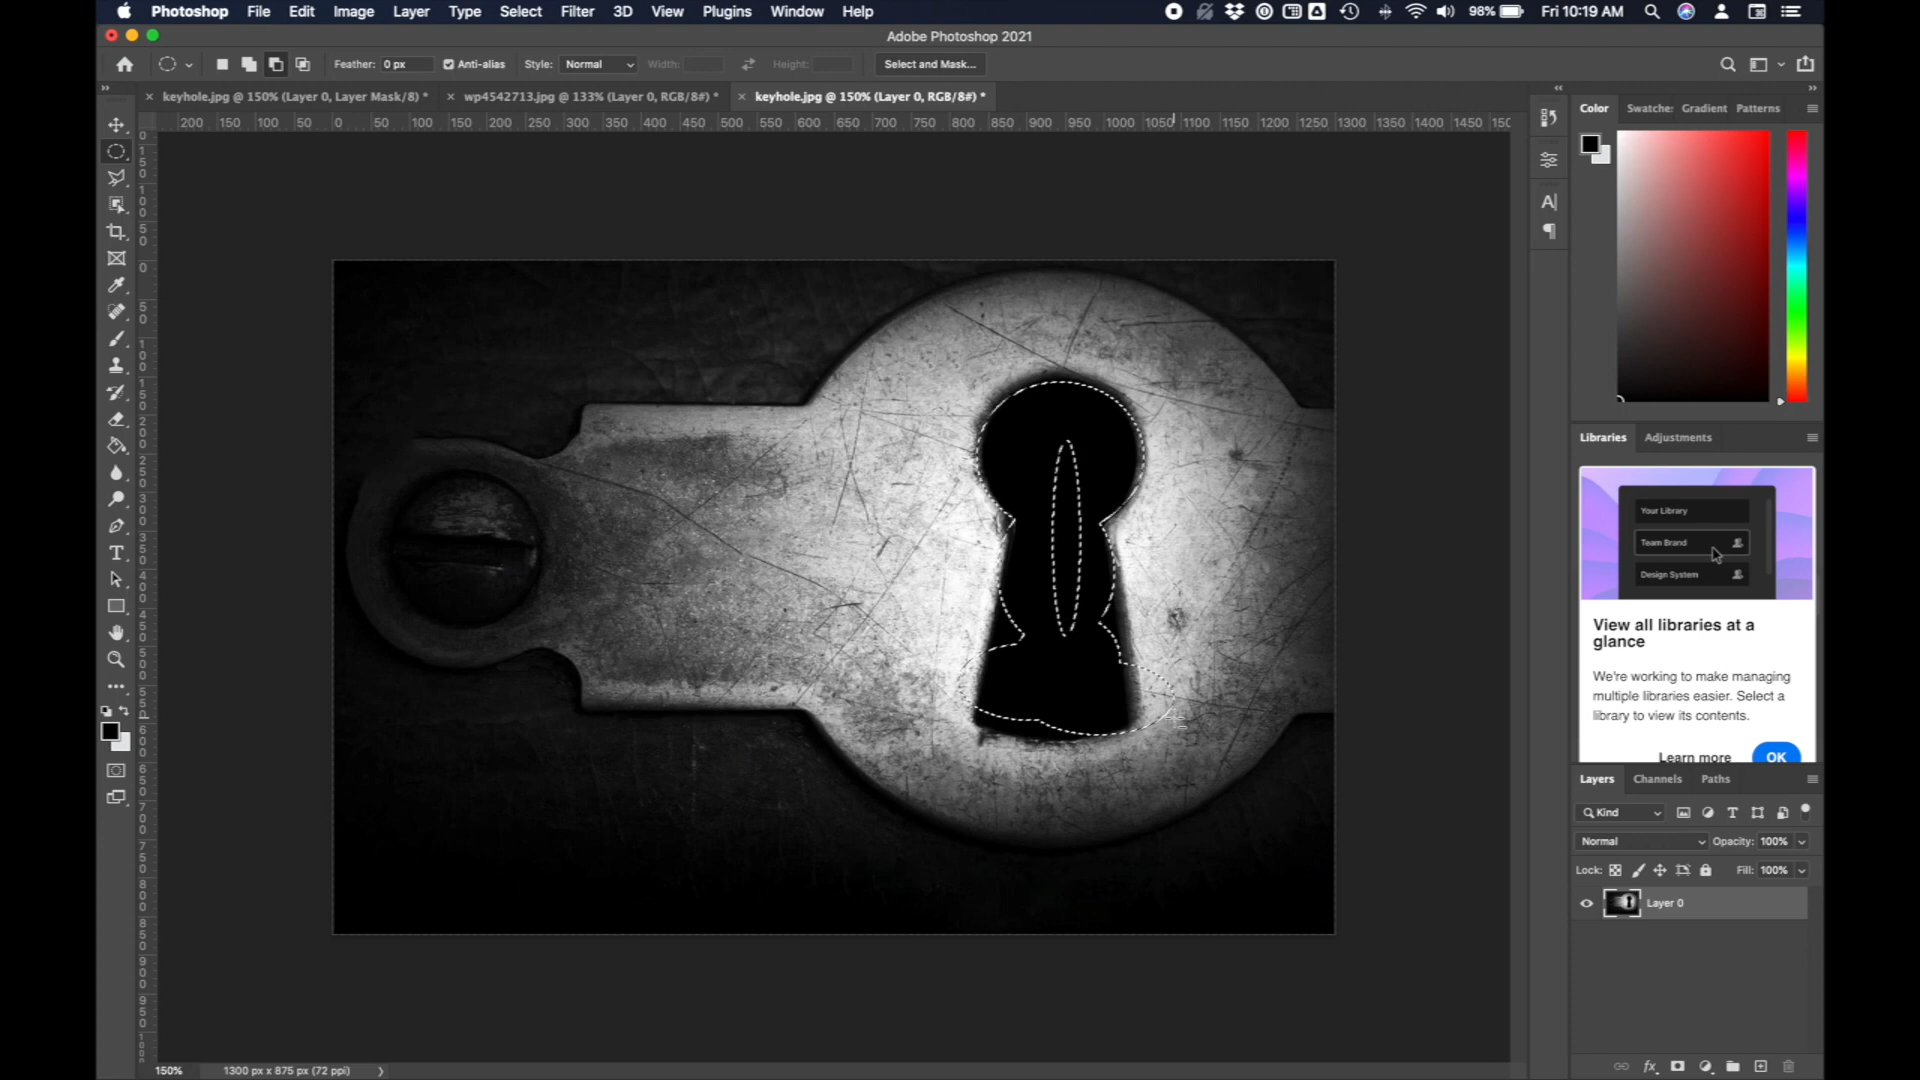 Photoshop File Edit Image Layer Type Select Filter 3D View Plugins Window Help 98% Fri 10:19 AM
Adobe Photoshop 2021
Feather: 0 px Anti-alias Style: Normal Width: Height: Select and Mask...
keyhole.jpg @ 150% (Layer 0, Layer Mask/8) * wp4542713.jpg @ 133% (Layer 0, RGB/8#) * keyhole.jpg @ 150% (Layer 0, RGB/8#) *
200 150 100 50 0 50 100 150 200 250 300 350 400 450 500 550 600 650 700 750 800 850 900 950 1000 1050 1100 1150 1200 1250 1300 1350 1400 1450 150
Color Swatche: Gradient Patterns
Libraries Adjustments
Your Library
Team Brand
Design System
View all libraries at a
glance
We're working to make managing
multiple libraries easier. Select a
library to view its contents.
Learn more OK
Layers Channels Paths
Kind
Normal Opacity: 100%
Lock: Fill: 100%
Layer 0
150% 1300 px x 875 px (72 ppi)